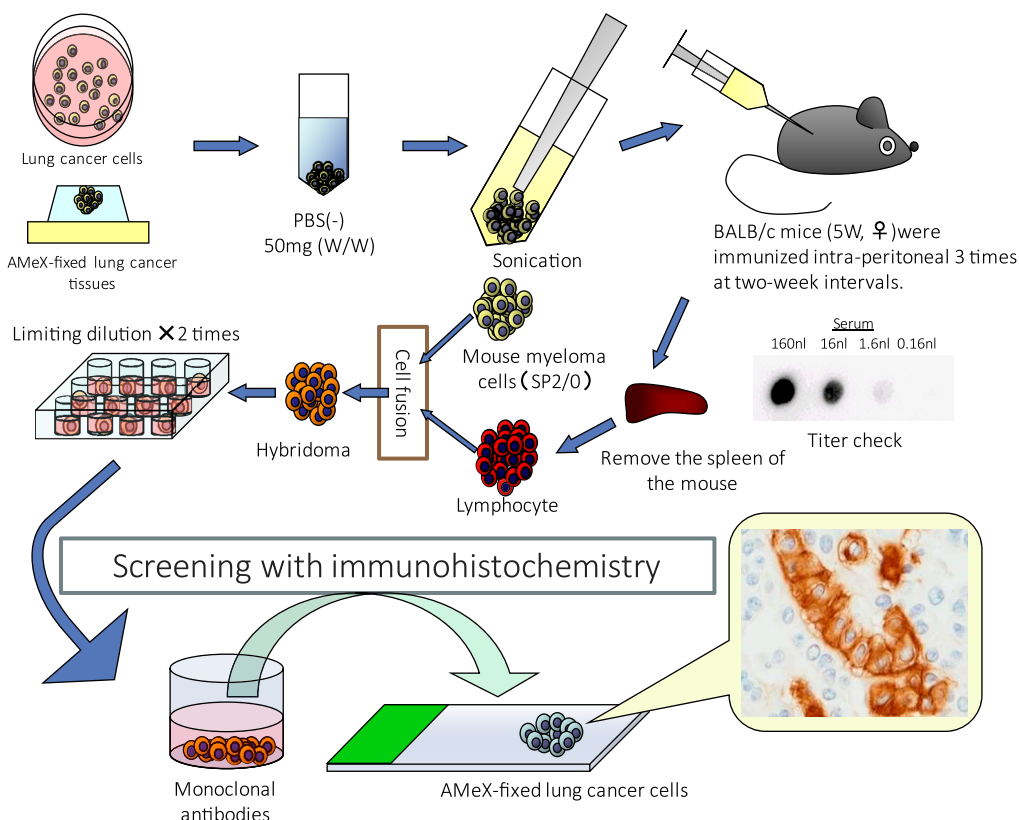 Lung cancer cells
AMeX-fixed lung cancer
tissues
PBS(-)
50mg (W/W)
Sonication
BALB/c mice (5W, ♀)were
immunized intra-peritoneal 3 times
at two-week intervals.
Serum
160nl 16nl 1.6nl 0.16nl
Titer check
Remove the spleen of
the mouse
Mouse myeloma
cells (SP2/0)
Lymphocyte
Cell fusion
Hybridoma
Limiting dilution ×2 times
Screening with immunohistochemistry
Monoclonal
antibodies
AMeX-fixed lung cancer cells